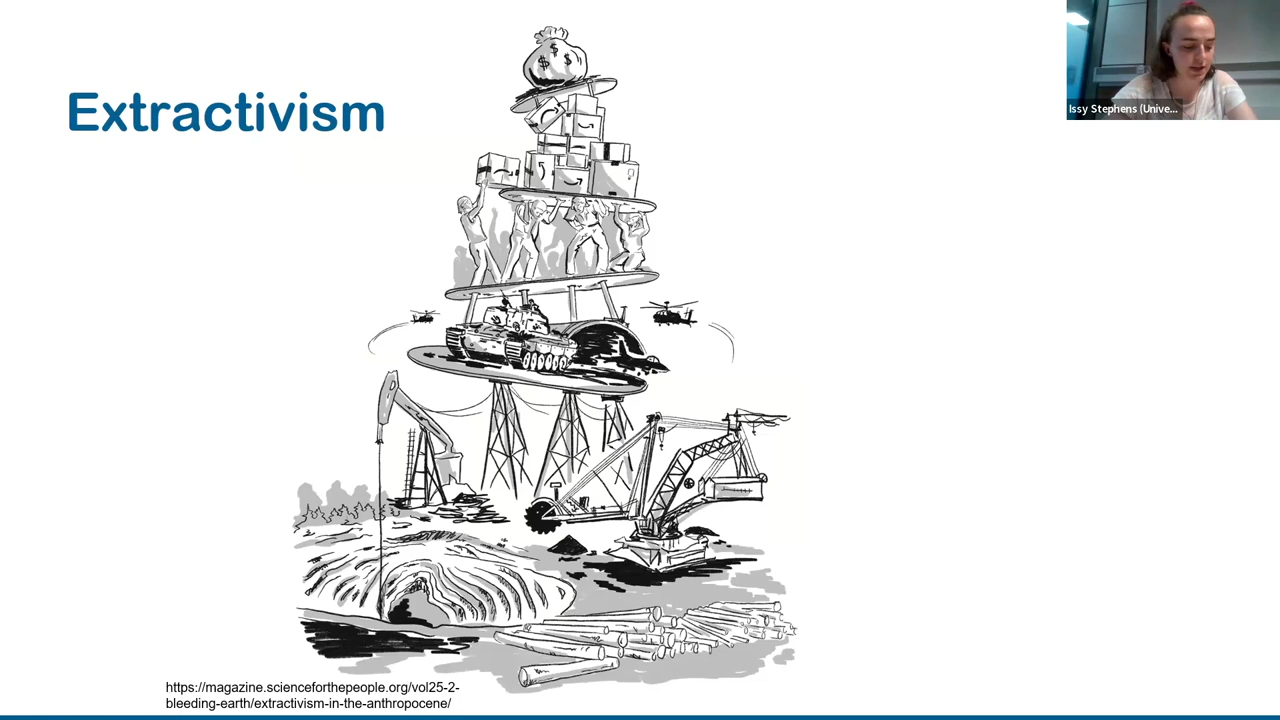 Extractivism
$
$
$
Issy Stephens (Unive...
https://magazine.scienceforthepeople.org/vol25-2-
bleeding-earth/extractivism-in-the-anthropocene/